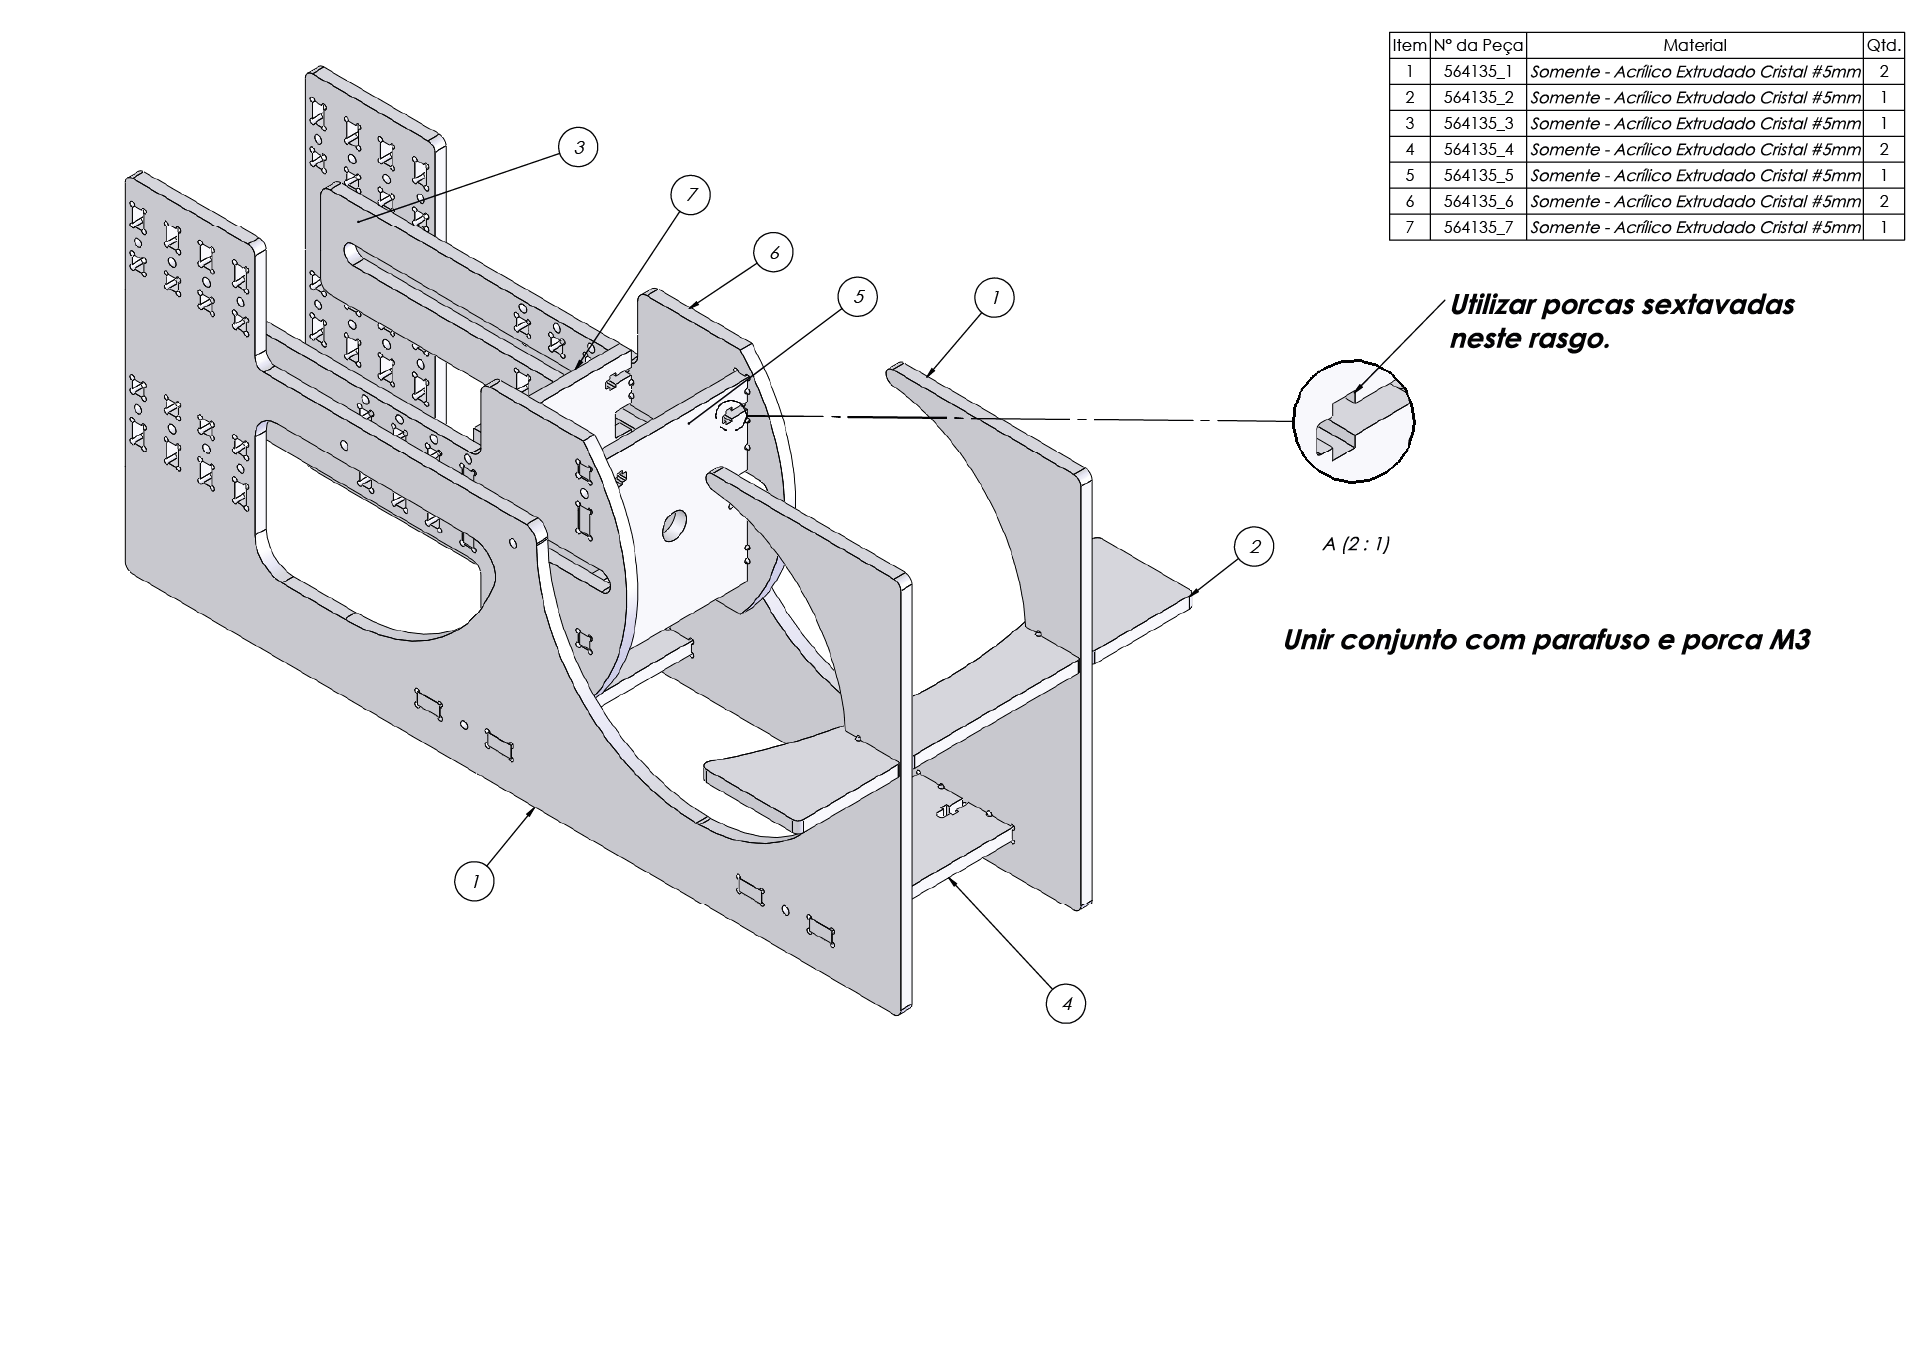 Item Nº da Peça Material Qtd.
1 564135_1 Somente - Acrílico Extrudado Cristal #5mm 2
2 564135_2 Somente - Acrílico Extrudado Cristal #5mm 1
3 564135_3 Somente - Acrílico Extrudado Cristal #5mm 1
4 564135_4 Somente - Acrílico Extrudado Cristal #5mm 2
5 564135_5 Somente - Acrílico Extrudado Cristal #5mm 1
6 564135_6 Somente - Acrílico Extrudado Cristal #5mm 2
7 564135_7 Somente - Acrílico Extrudado Cristal #5mm 1
3
7
6
5
1
Utilizar porcas sextavadas
neste rasgo.
2
A (2 : 1)
Unir conjunto com parafuso e porca M3
1
4